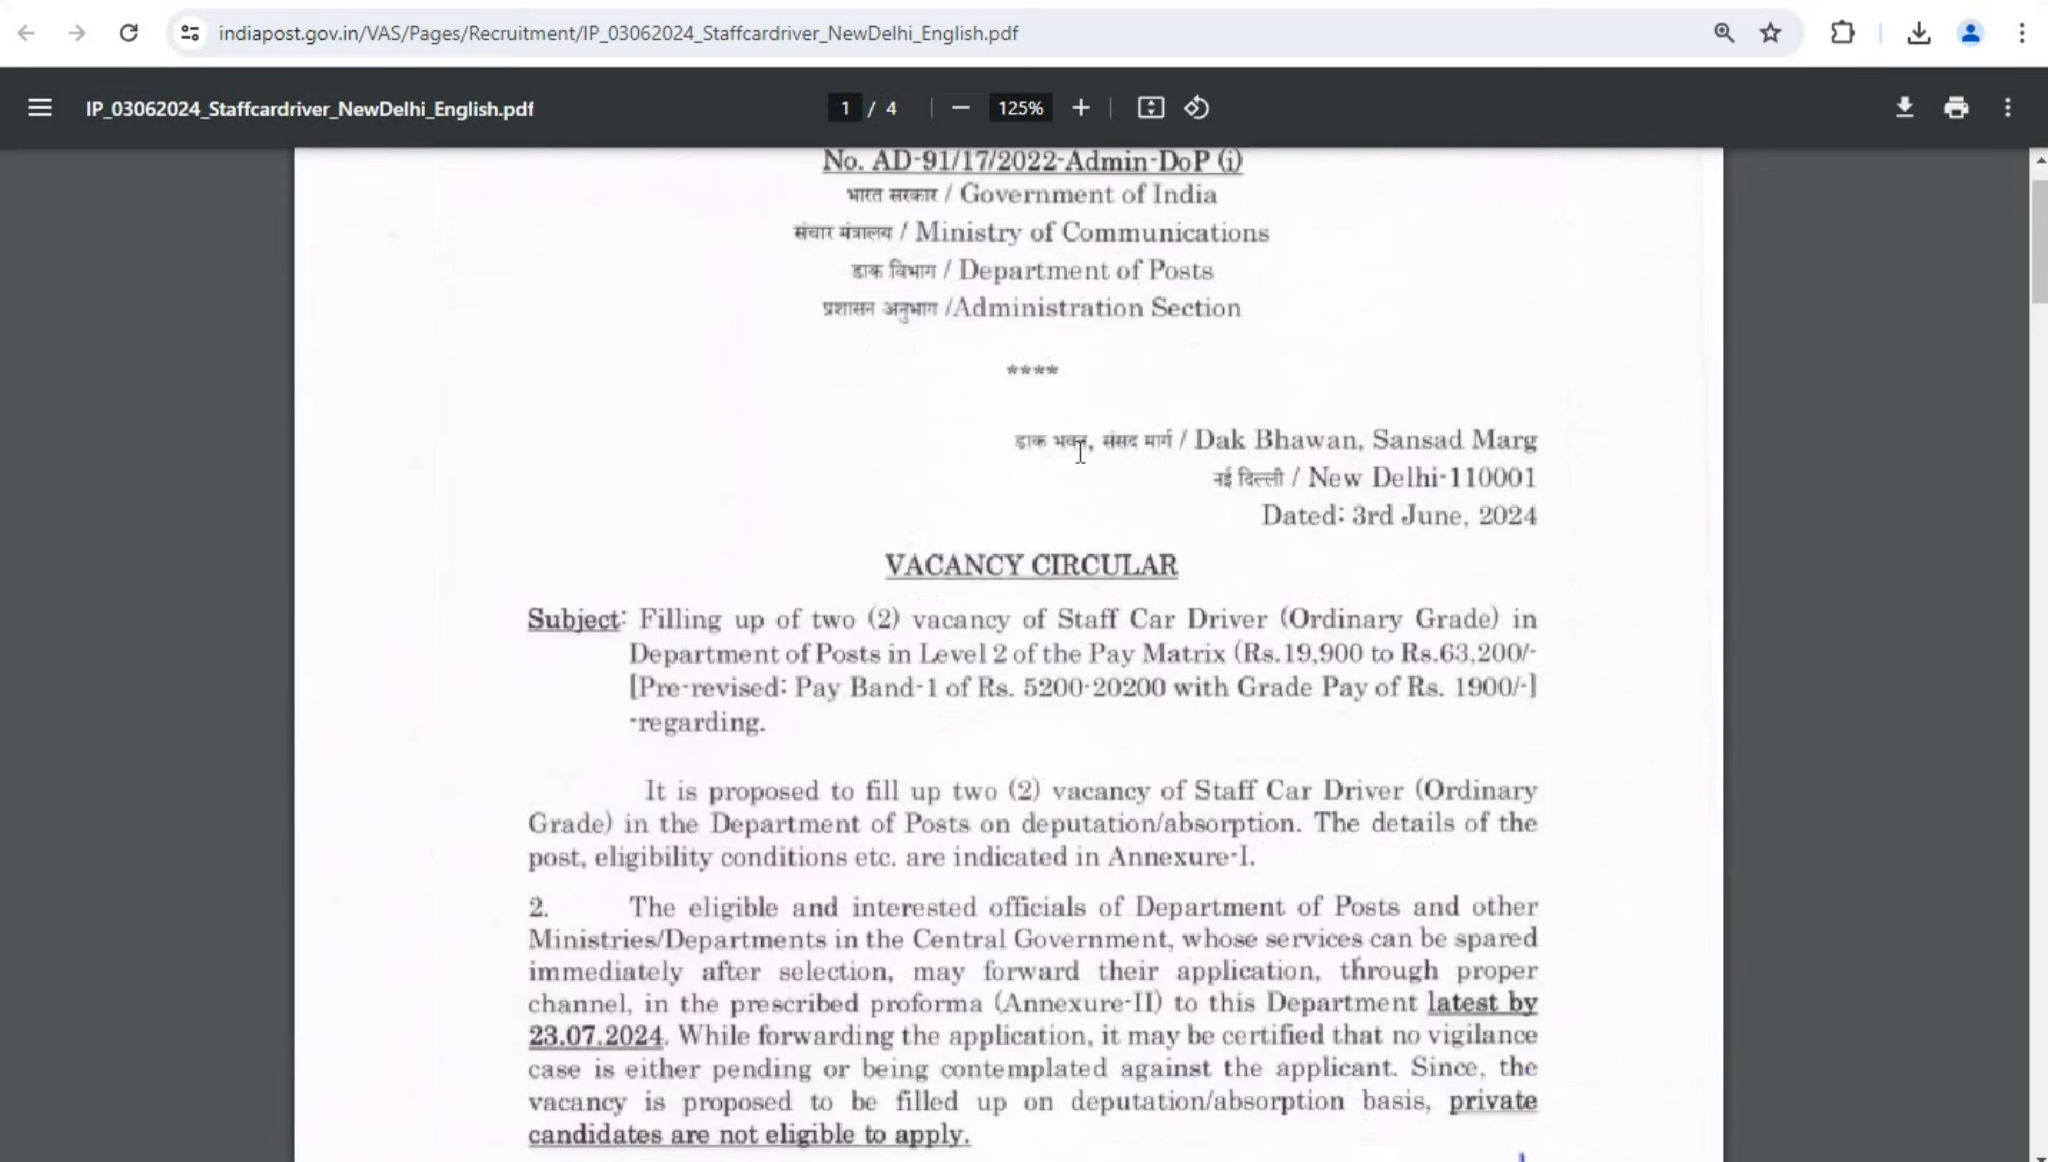 indiapost.gov.in/VAS/Pages/Recruitment/IP_03062024_Staffcardriver_NewDelhi_English.pdf
IP_03062024_Staffcardriver_NewDelhi_English.pdf
1 / 4
125%
No. AD-91/17/2022-Admin-DoP (i)
भारत सरकार / Government of India
संचार मंत्रालय / Ministry of Communications
डाक विभाग / Department of Posts
प्रशासन अनुभाग /Administration Section
****
डाक भवन, संसद मार्ग / Dak Bhawan, Sansad Marg
नई दिल्ली / New Delhi-110001
Dated: 3rd June, 2024
VACANCY CIRCULAR
Subject: Filling up of two (2) vacancy of Staff Car Driver (Ordinary Grade) in
Department of Posts in Level 2 of the Pay Matrix (Rs.19,900 to Rs.63,200/-
[Pre-revised: Pay Band-1 of Rs. 5200-20200 with Grade Pay of Rs. 1900/-]
-regarding.
It is proposed to fill up two (2) vacancy of Staff Car Driver (Ordinary
Grade) in the Department of Posts on deputation/absorption. The details of the
post, eligibility conditions etc. are indicated in Annexure-I.
2. The eligible and interested officials of Department of Posts and other
Ministries/Departments in the Central Government, whose services can be spared
immediately after selection, may forward their application, through proper
channel, in the prescribed proforma (Annexure-II) to this Department latest by
23.07.2024. While forwarding the application, it may be certified that no vigilance
case is either pending or being contemplated against the applicant. Since, the
vacancy is proposed to be filled up on deputation/absorption basis, private
candidates are not eligible to apply.